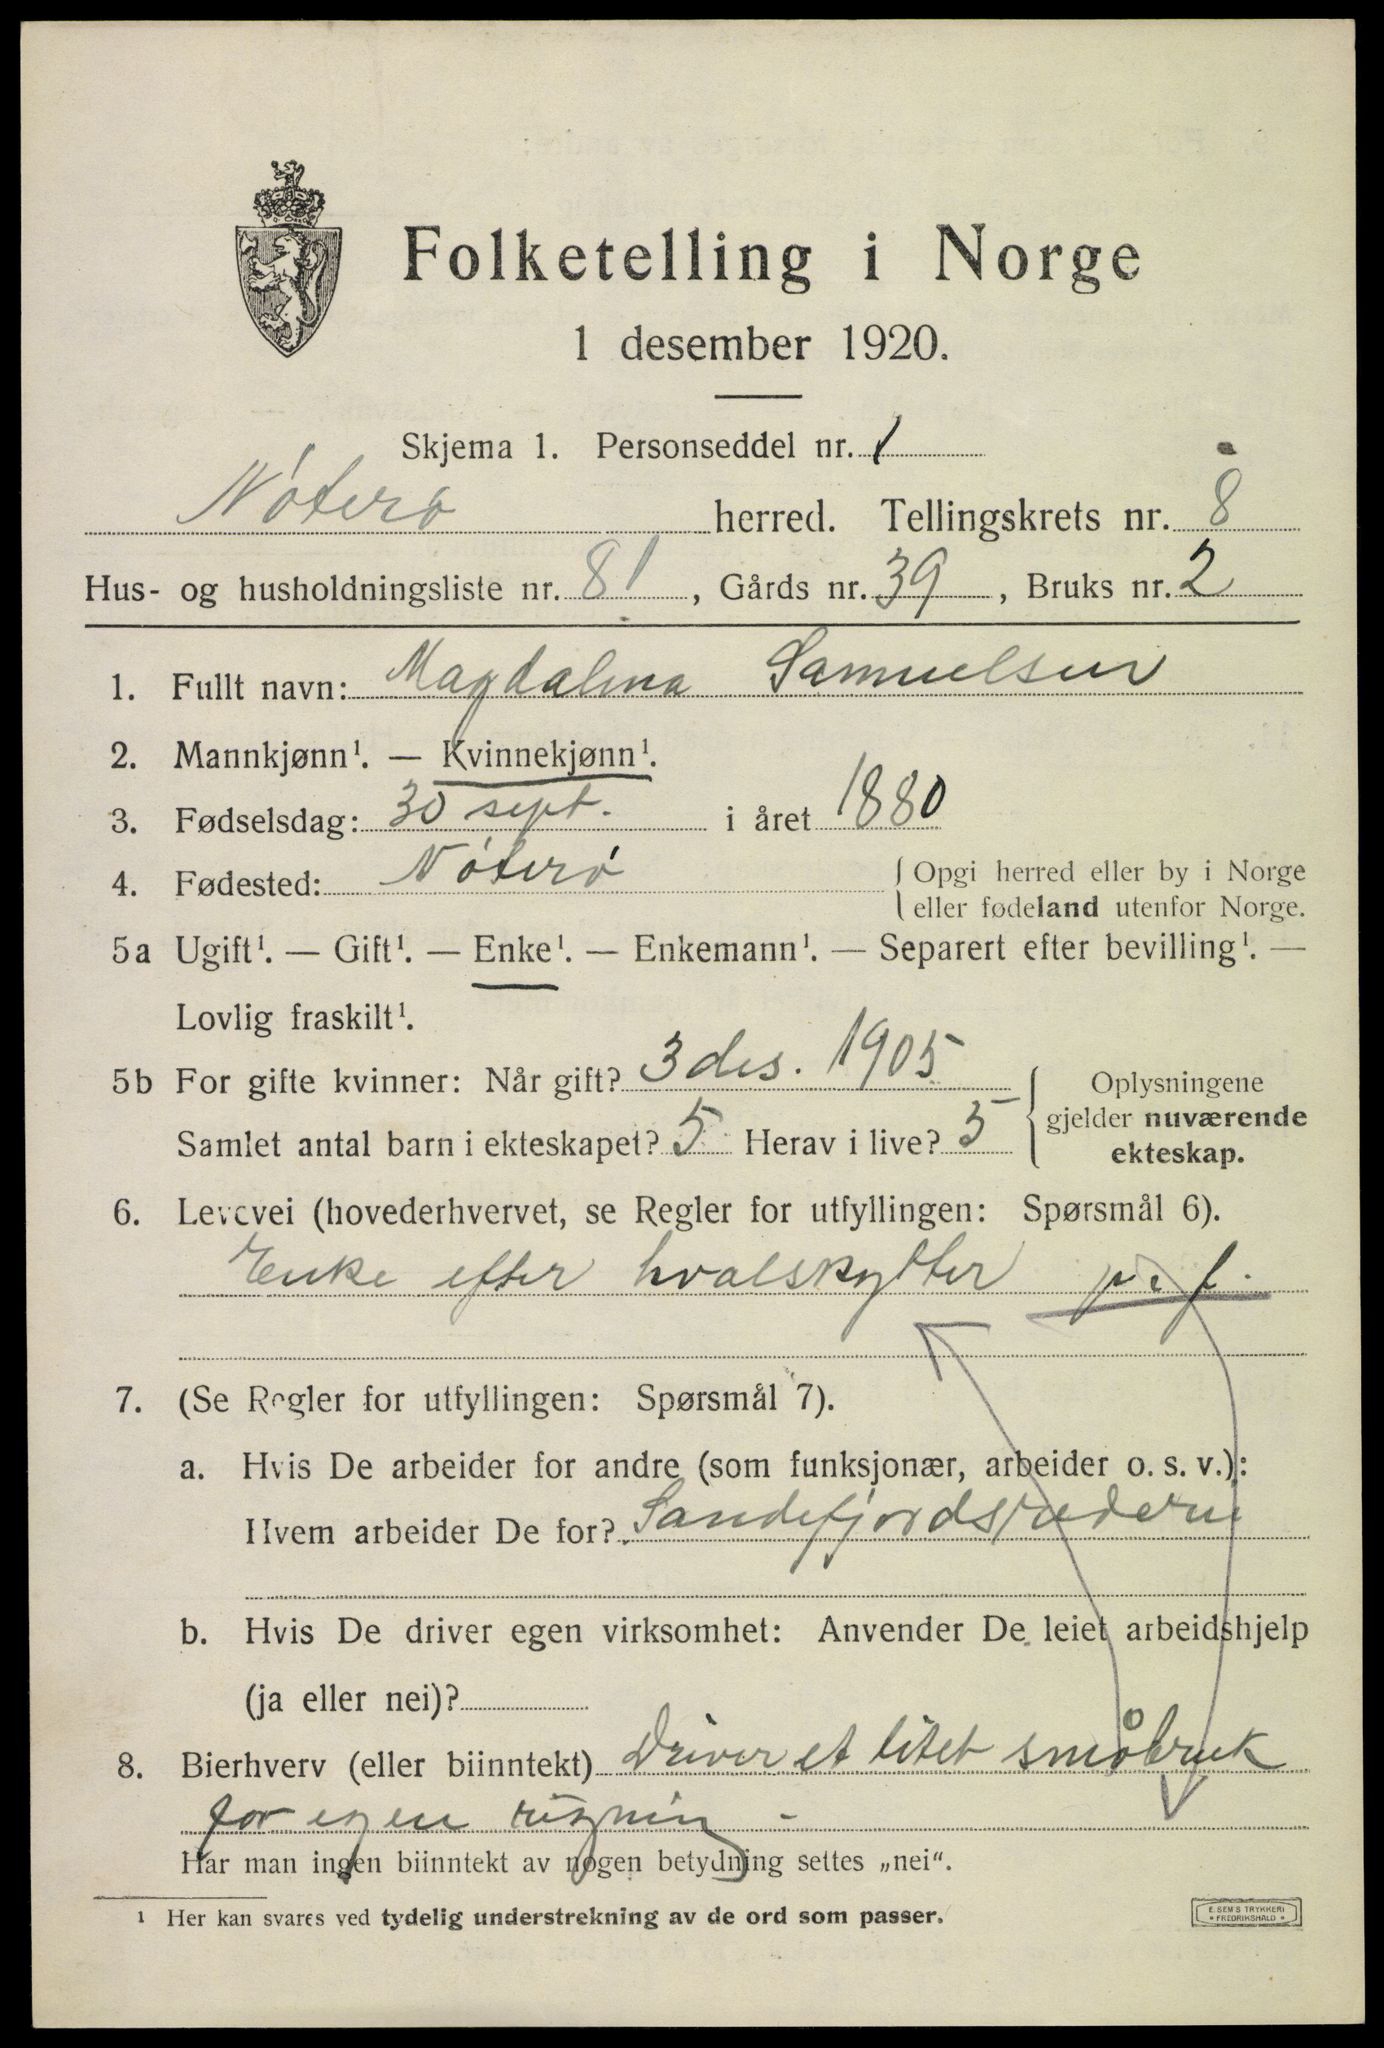 Folketelling i Norge
1 desember 1920.
Skjema 1. Personseddel nr. 1
Nóteró herred. Tellingskrets nr. 8
Hus- og husholdningsliste nr. 81, Gårds nr. 39, Bruks nr. 2
1. Fullt navn: Magdalena Samuelsen
2. Mannkjønn¹. — Kvinnekjønn¹.
3. Fødselsdag: 30 sept. i året 1880
4. Fødested: Nóteró { Opgi herred eller by i Norge
eller fødeland utenfor Norge.
5a Ugift¹. — Gift¹. — Enke¹. — Enkemann¹. — Separert efter bevilling¹. —
Lovlig fraskilt¹.
5b For gifte kvinner: Når gift? 3 des. 1905
Samlet antal barn i ekteskapet? 5 Herav i live? 5
{ Oplysningene
gjelder nuværende
ekteskap.
6. Levevei (hovederhvervet, se Regler for utfyllingen: Spørsmål 6).
Enke efter hvalskytter p. f.
7. (Se Regler for utfyllingen: Spørsmål 7).
a. Hvis De arbeider for andre (som funksjonær, arbeider o. s. v.):
Hvem arbeider De for? Sandefjords
b. Hvis De driver egen virksomhet: Anvender De leiet arbeidshjelp
(ja eller nei)?
8. Bierhverv (eller biinntekt) Driver et litet småbruk
for egen regning -
Har man ingen biinntekt av nogen betydning settes „nei“.
¹ Her kan svares ved tydelig understrekning av de ord som passer.
E. SEM'S TRYKKERI
* FREDRIKSHALD *